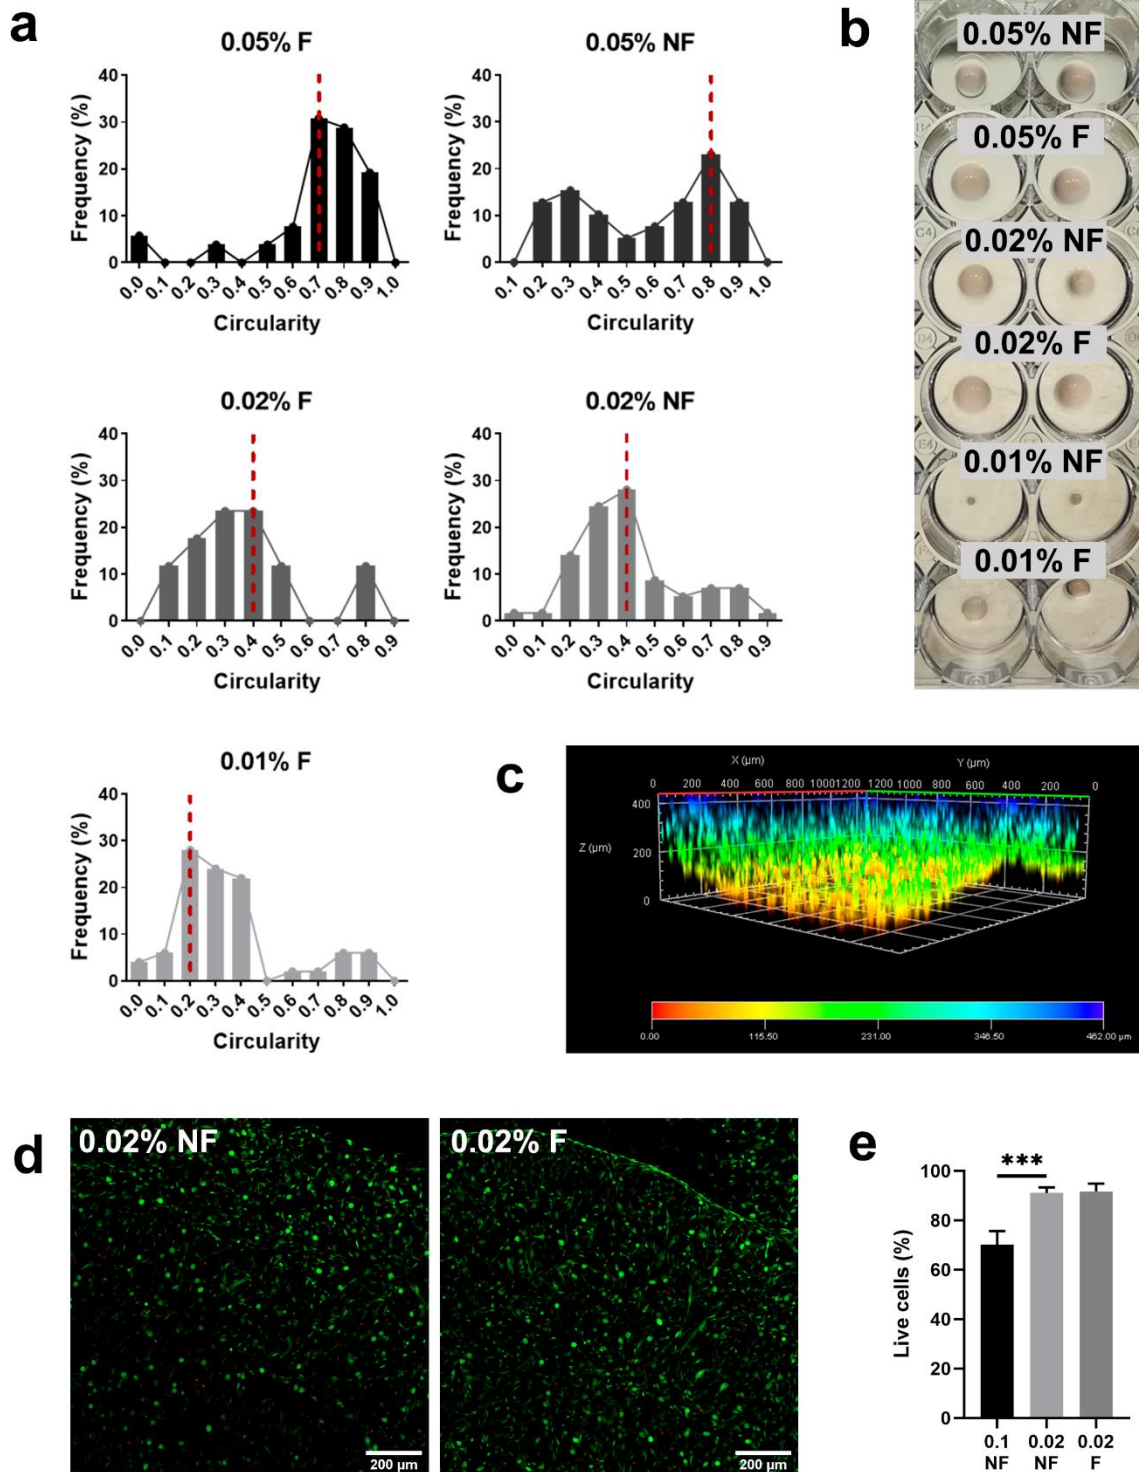 a
0.05% F
Frequency (%)
40
30
20
10
0
0.0 0.1 0.2 0.3 0.4 0.5 0.6 0.7 0.8 0.9 1.0
Circularity
0.05% NF
Frequency (%)
40
30
20
10
0
0.1 0.2 0.3 0.4 0.5 0.6 0.7 0.8 0.9 1.0
Circularity
0.02% F
Frequency (%)
40
30
20
10
0
0.0 0.1 0.2 0.3 0.4 0.5 0.6 0.7 0.8 0.9
Circularity
0.02% NF
Frequency (%)
40
30
20
10
0
0.0 0.1 0.2 0.3 0.4 0.5 0.6 0.7 0.8 0.9
Circularity
0.01% F
Frequency (%)
40
30
20
10
0
0.0 0.1 0.2 0.3 0.4 0.5 0.6 0.7 0.8 0.9 1.0
Circularity
b
0.05% NF
0.05% F
C4
0.02% NF
D4
0.02% F
E4
0.01% NF
0.01% F
c
X (µm) Y (µm)
0 200 400 600 800 1000 1200 1200 1000 800 600 400 200 0
400
Z (µm) 200
0
0.00 115.50 231.00 346.50 462.00 µm
d
0.02% NF
200 µm
0.02% F
200 µm
e
***
Live cells (%)
100
80
60
40
20
0
0.1 0.02 0.02
NF NF F